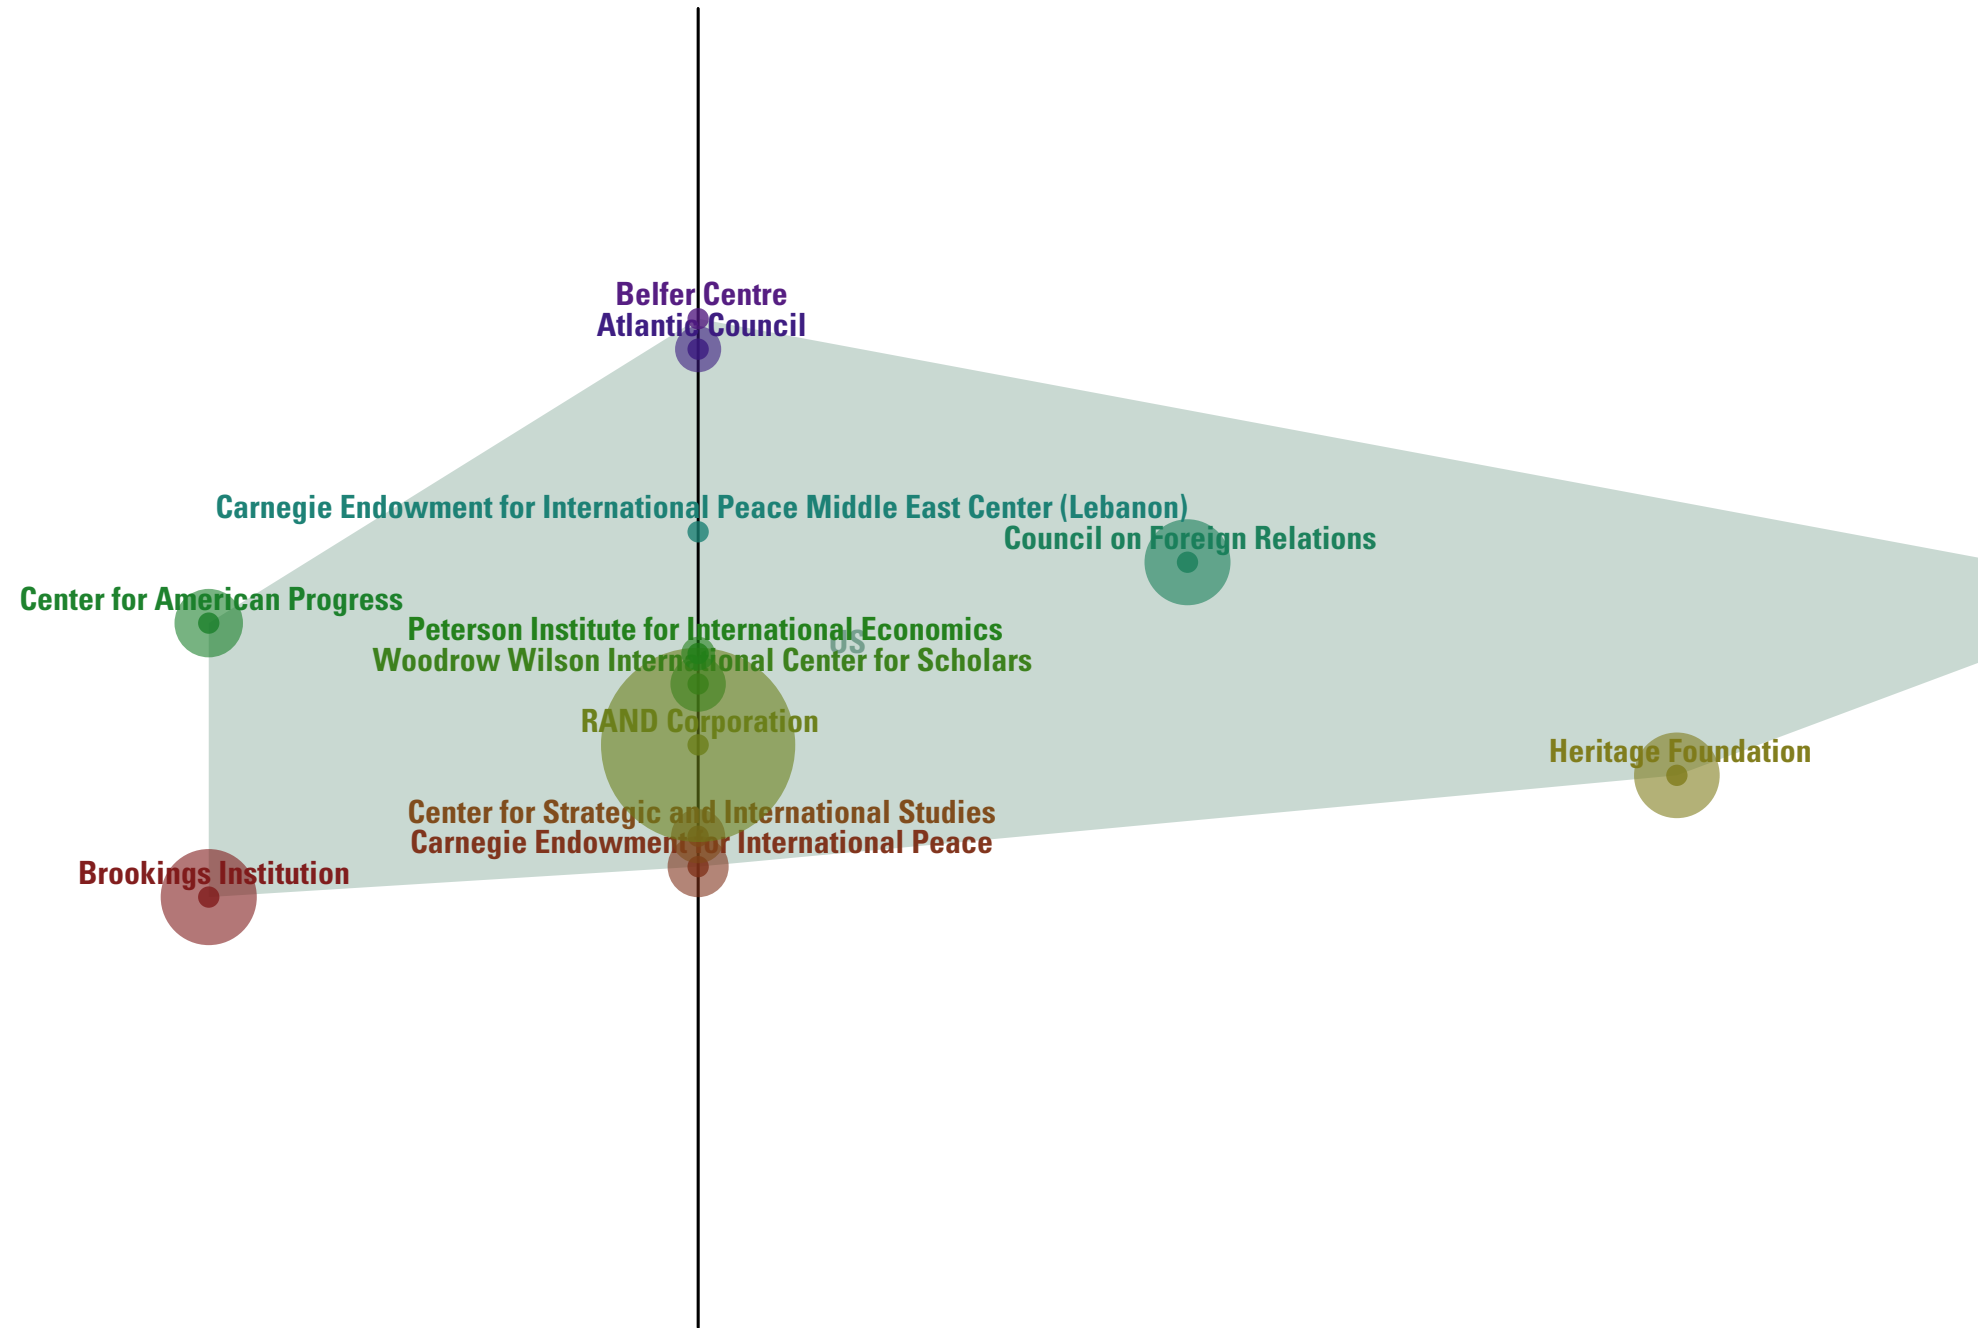 Belfer Centre
Atlantic Council
Carnegie Endowment for International Peace Middle East Center (Lebanon)
Council on Foreign Relations
Center for American Progress
Peterson Institute for International Economics
US
Woodrow Wilson International Center for Scholars
RAND Corporation
Heritage Foundation
Center for Strategic and International Studies
Carnegie Endowment for International Peace
Brookings Institution